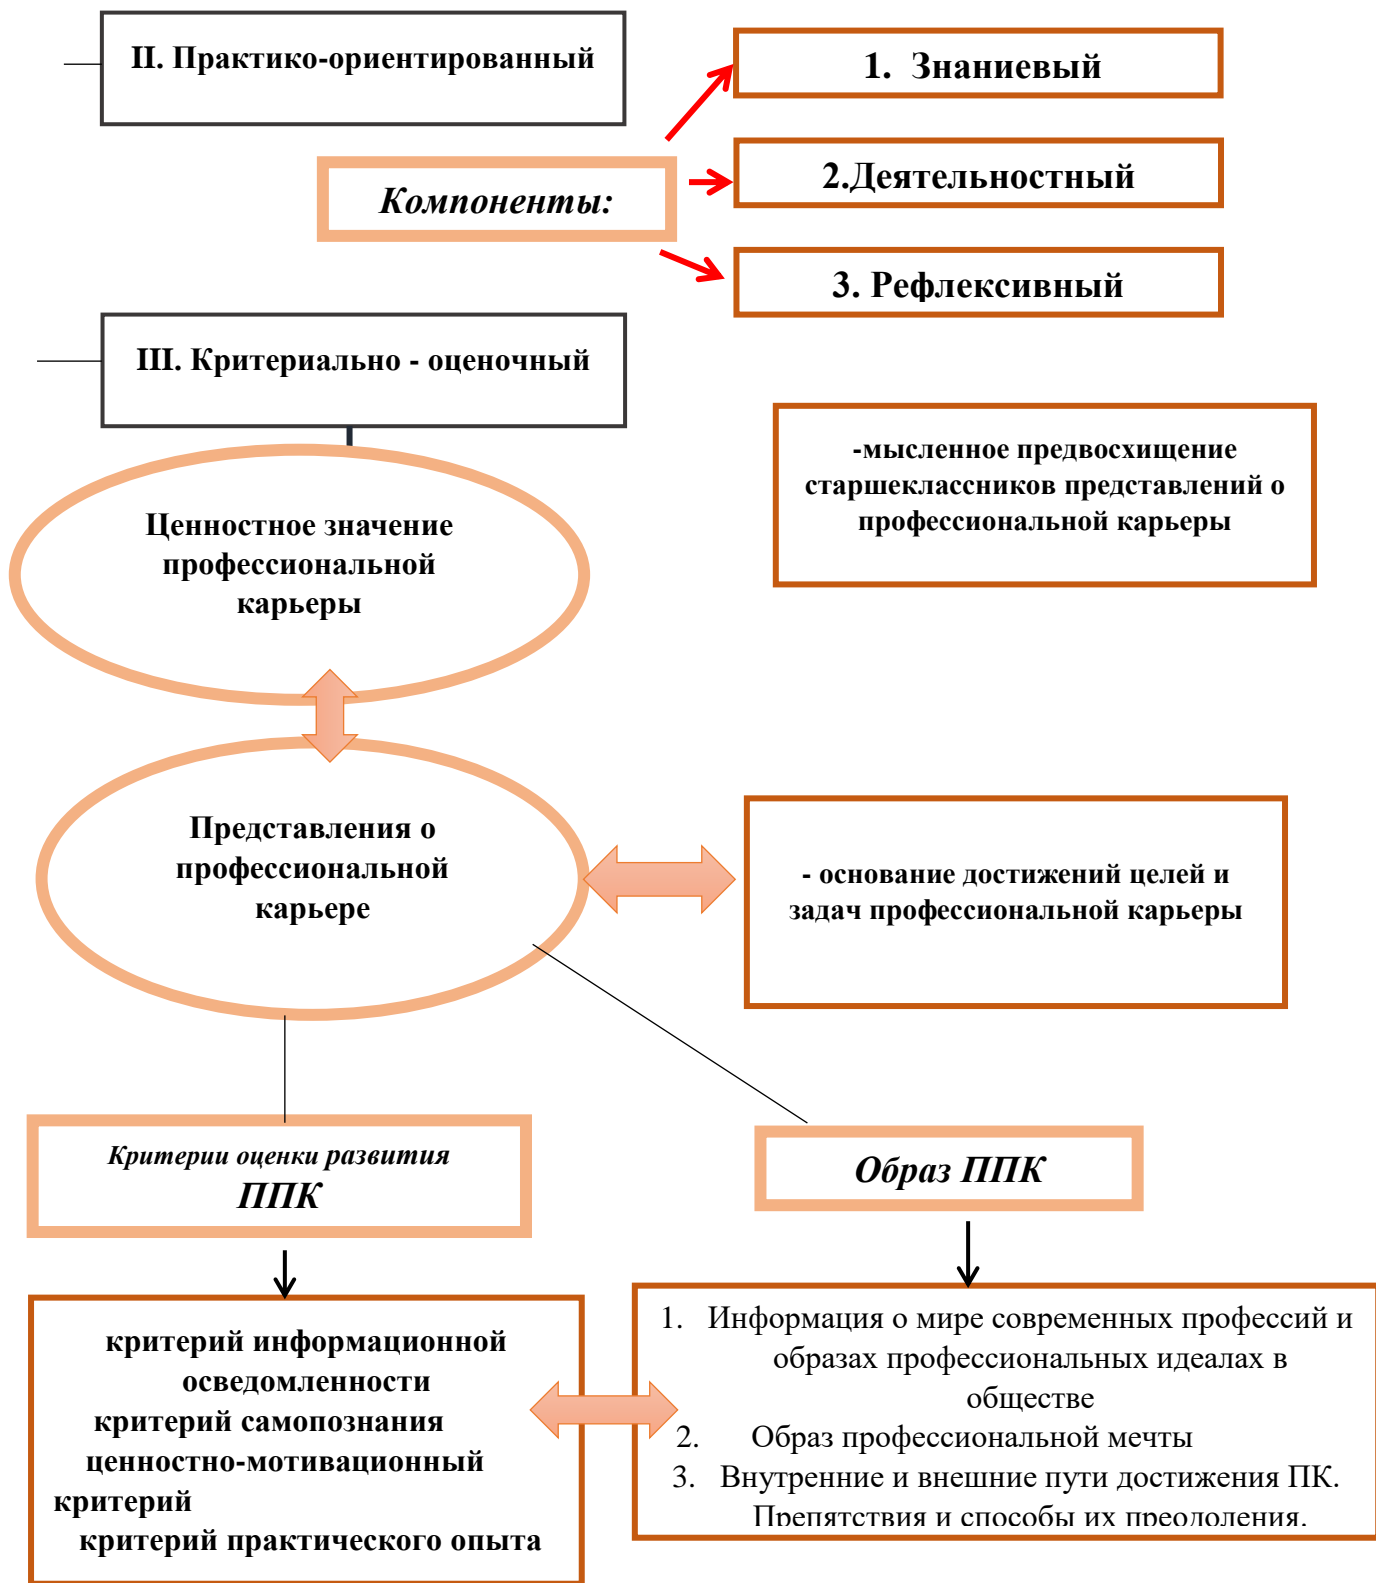 II. Практико-ориентированный
1. Знаниевый
2.Деятельностный
Компоненты:
3. Рефлексивный
III. Критериально - оценочный
-мысленное предвосхищение
старшеклассников представлений о
профессиональной карьеры
Ценностное значение
профессиональной
карьеры
Представления о
профессиональной
карьере
- основание достижений целей и
задач профессиональной карьеры
Критерии оценки развития
ППК
Образ ППК
критерий информационной
осведомленности
критерий самопознания
ценностно-мотивационный
критерий
критерий практического опыта
1. Информация о мире современных профессий и
образах профессиональных идеалах в
обществе
2. Образ профессиональной мечты
3. Внутренние и внешние пути достижения ПК.
Препятствия и способы их преодоления.